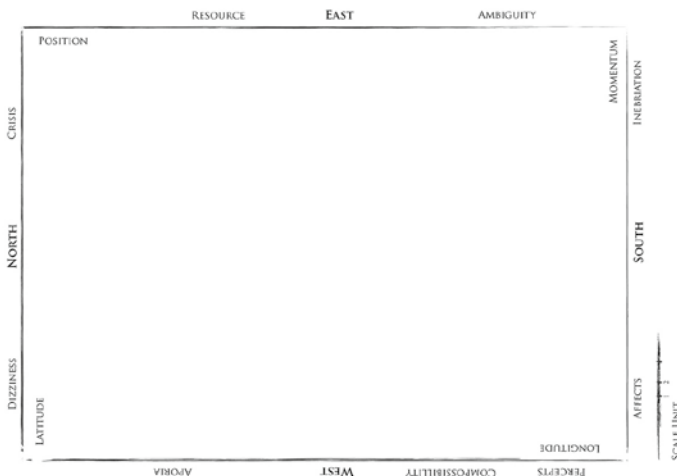 RESOURCE EAST AMBIGUITY
POSITION
MOMENTUM
INEBRIATION
CRISIS
NORTH
SOUTH
DIZZINESS
LATITUDE
AFFECTS
SCALE UNIT
LONGITUDE
APORIA WEST COMPOSSIBILITY PERCEPTS